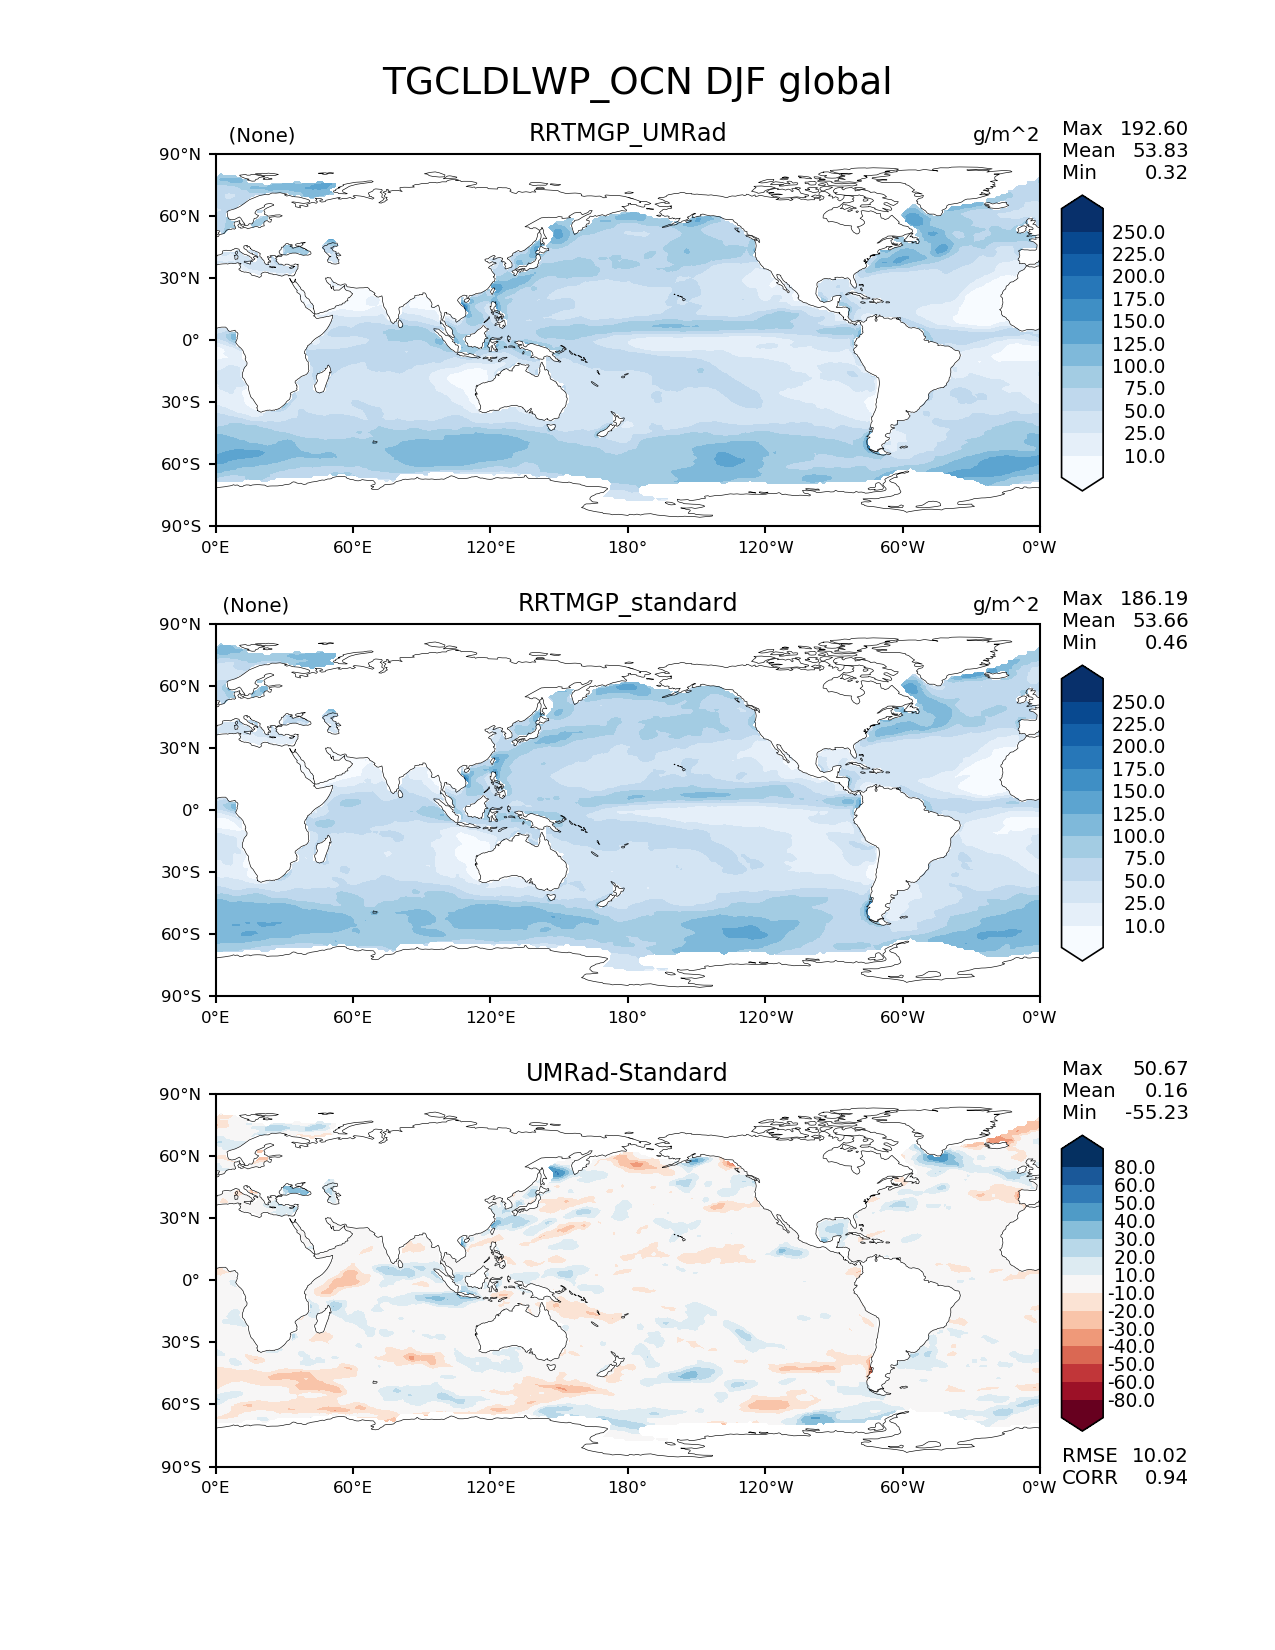 TGCLDLWP_OCN DJF global
(None) RRTMGP_UMRad g/m^2
Max 192.60
Mean 53.83
Min 0.32
90°N
60°N
30°N
0°
30°S
60°S
90°S
0°E 60°E 120°E 180° 120°W 60°W 0°W
250.0
225.0
200.0
175.0
150.0
125.0
100.0
75.0
50.0
25.0
10.0
(None) RRTMGP_standard g/m^2
Max 186.19
Mean 53.66
Min 0.46
90°N
60°N
30°N
0°
30°S
60°S
90°S
0°E 60°E 120°E 180° 120°W 60°W 0°W
250.0
225.0
200.0
175.0
150.0
125.0
100.0
75.0
50.0
25.0
10.0
UMRad-Standard
Max 50.67
Mean 0.16
Min -55.23
90°N
60°N
30°N
0°
30°S
60°S
90°S
0°E 60°E 120°E 180° 120°W 60°W 0°W
80.0
60.0
50.0
40.0
30.0
20.0
10.0
-10.0
-20.0
-30.0
-40.0
-50.0
-60.0
-80.0
RMSE 10.02
CORR 0.94